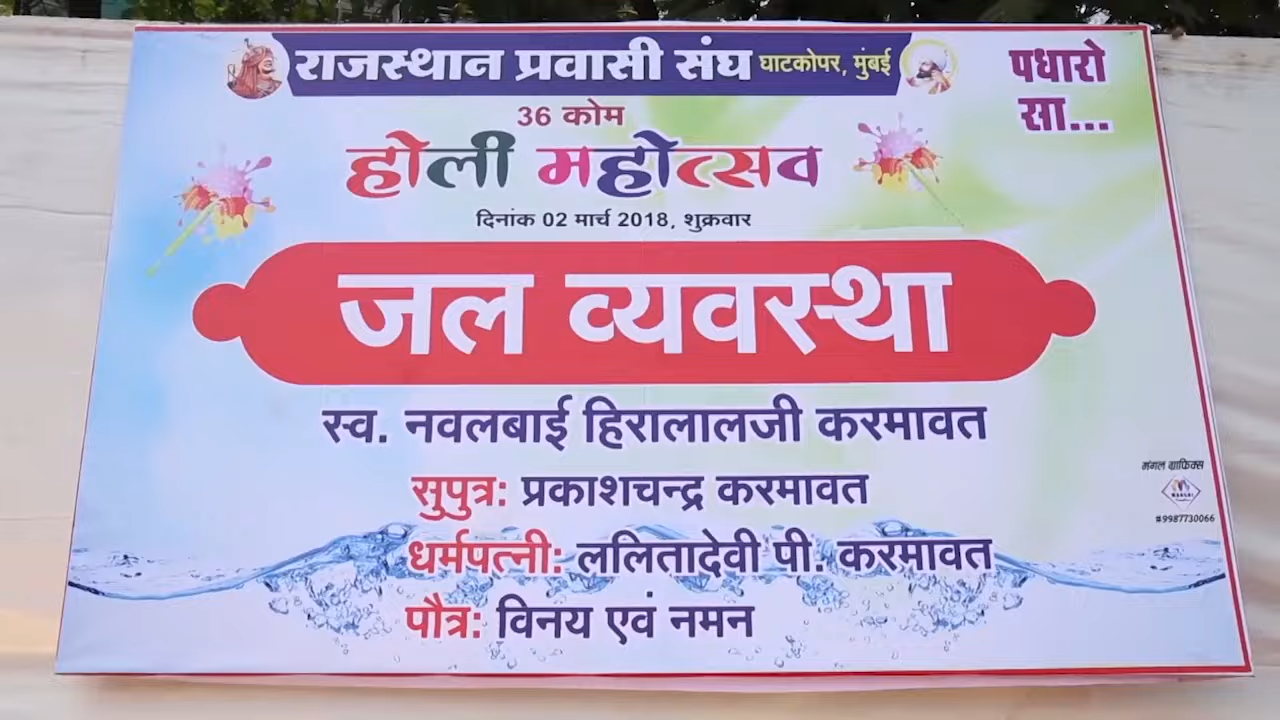 राजस्थान प्रवासी संघ घाटकोपर, मुंबई
पधारो
सा...
36 कोम
होली महोत्सव
दिनांक 02 मार्च 2018, शुक्रवार
जल व्यवस्था
स्व. नवलबाई हिरालालजी करमावत
सुपुत्र: प्रकाशचन्द्र करमावत
धर्मपत्नी: ललितादेवी पी. करमावत
पौत्र: विनय एवं नमन
मंगल ग्राफिक्स
#9987730066